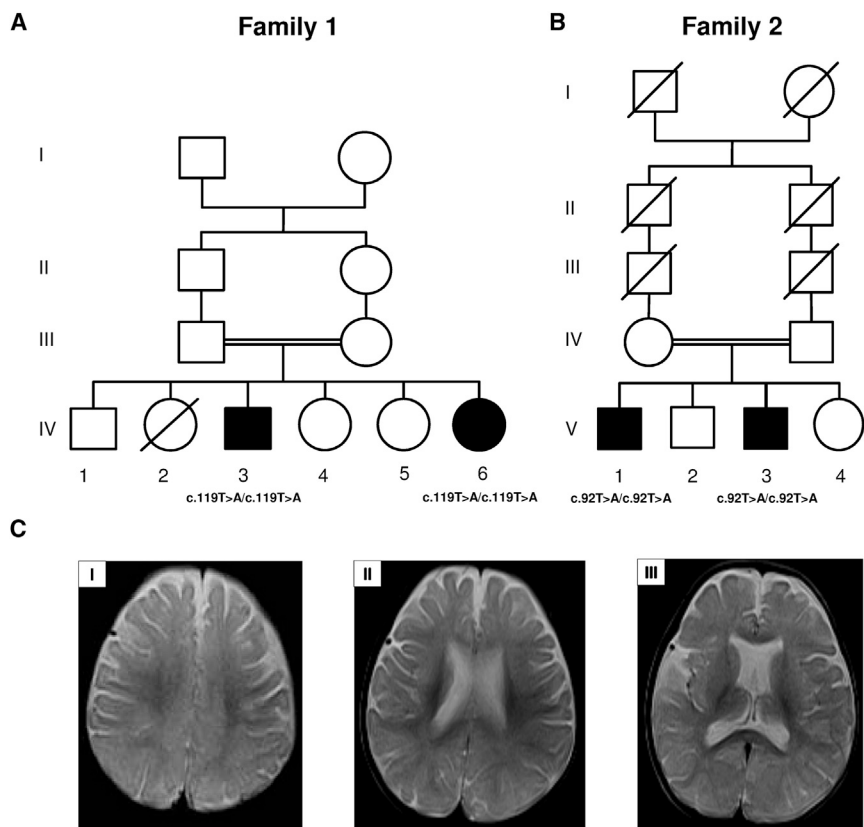 A
Family 1
I
II
III
IV
1 2 3 4 5 6
c.119T>A/c.119T>A c.119T>A/c.119T>A
B
Family 2
I
II
III
IV
V
1 2 3 4
c.92T>A/c.92T>A c.92T>A/c.92T>A
C
I II III